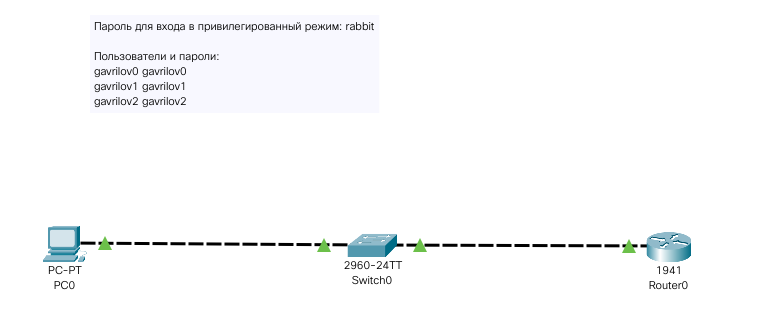 Пароль для входа в привилегированный режим: rabbit
Пользователи и пароли:
gavrilov0 gavrilov0
gavrilov1 gavrilov1
gavrilov2 gavrilov2
PC-PT
PC0
2960-24TT
Switch0
1941
Router0